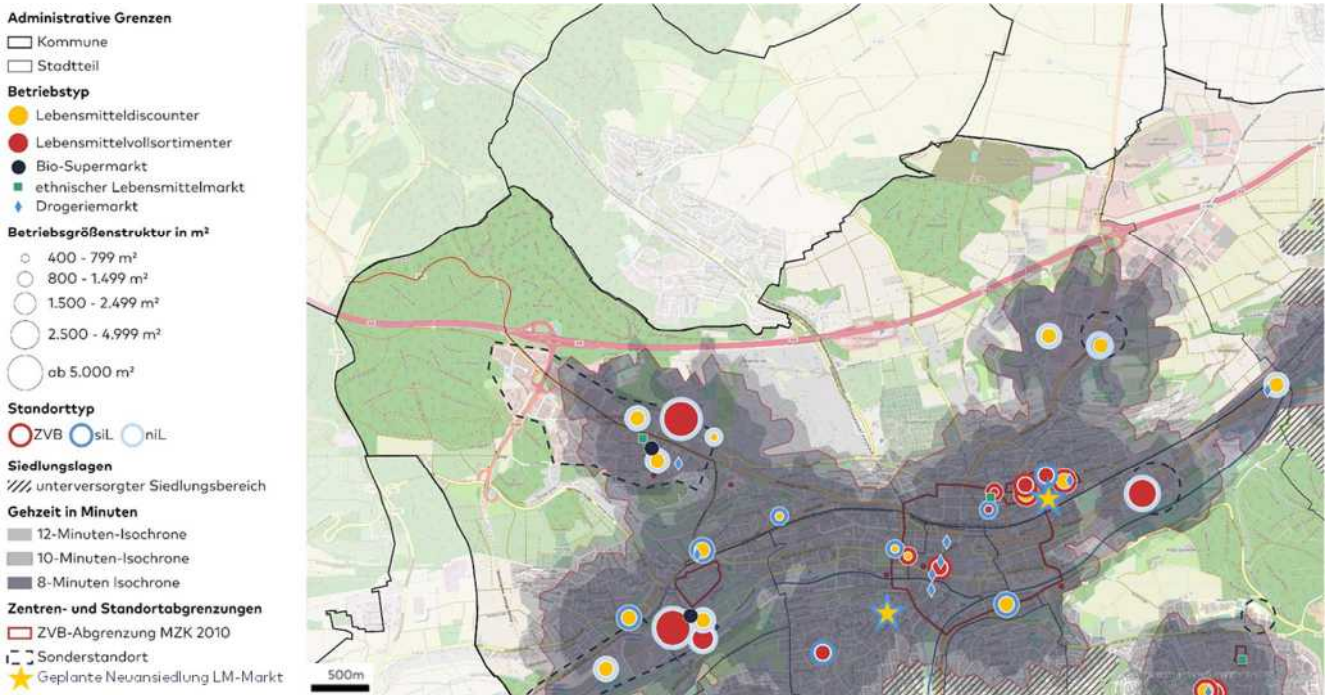 Administrative Grenzen
Kommune
Stadtteil
Betriebstyp
Lebensmitteldiscounter
Lebensmittelvollsortimenter
Bio-Supermarkt
ethnischer Lebensmittelmarkt
Drogeriemarkt
Betriebsgrößenstruktur in m²
400 - 799 m²
800 - 1.499 m²
1.500 - 2.499 m²
2.500 - 4.999 m²
ab 5.000 m²
Standorttyp
ZVB siL niL
Siedlungslagen
unterversorgter Siedlungsbereich
Gehzeit in Minuten
12-Minuten-Isochrone
10-Minuten-Isochrone
8-Minuten Isochrone
Zentren- und Standortabgrenzungen
ZVB-Abgrenzung MZK 2010
Sonderstandort
Geplante Neuansiedlung LM-Markt
500m